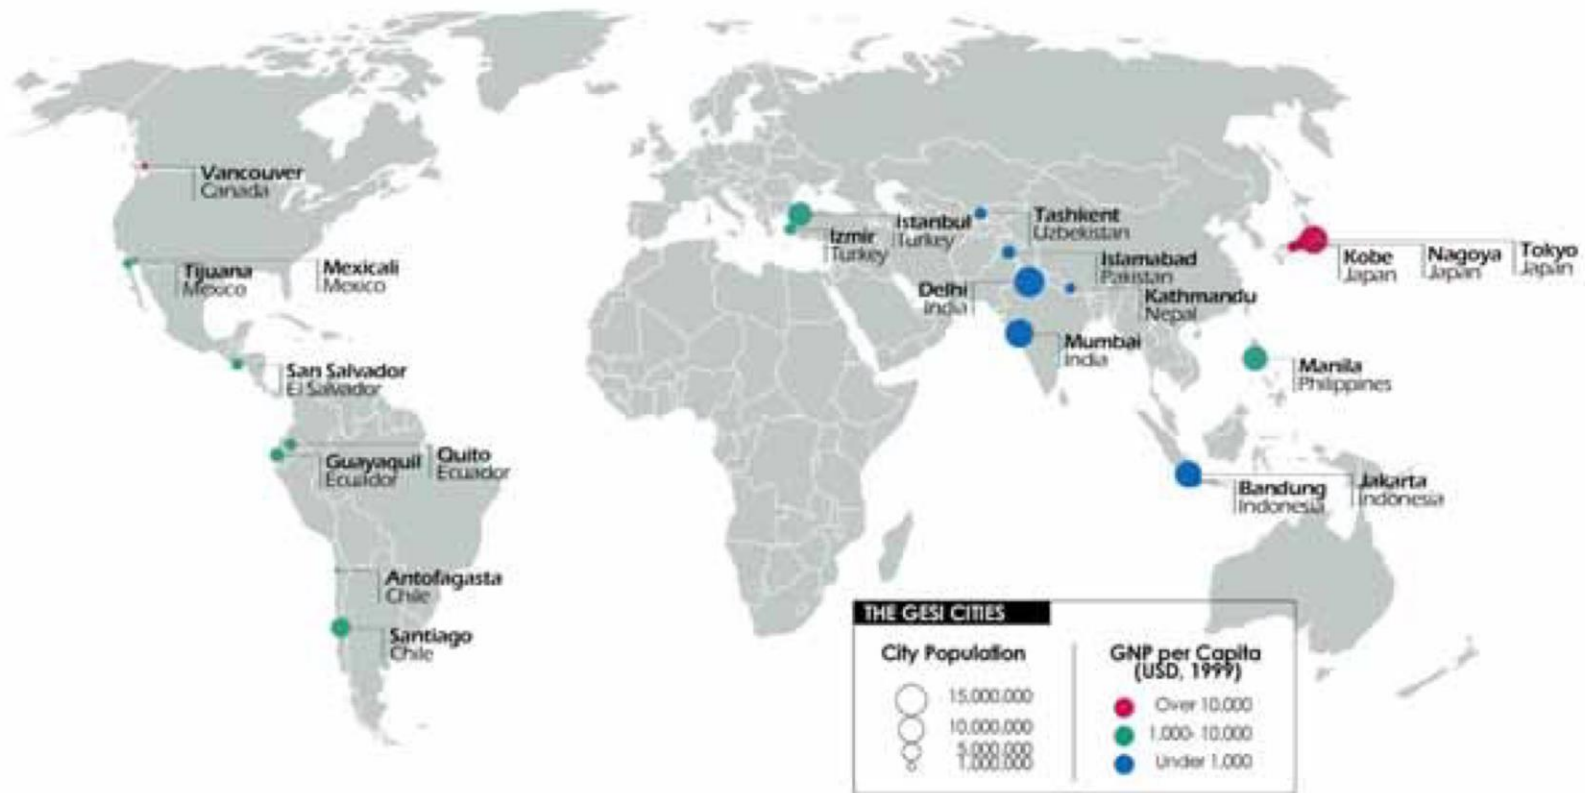 Vancouver
Canada
Tijuana
Mexico
Mexicali
Mexico
San Salvador
El Salvador
Guayaquil
Ecuador
Quito
Ecuador
Antofagasta
Chile
Santiago
Chile
Izmir
Turkey
Istanbul
Turkey
Tashkent
Uzbekistan
Islamabad
Pakistan
Delhi
India
Kathmandu
Nepal
Mumbai
India
Kobe
Japan
Nagoya
Japan
Tokyo
Japan
Manila
Philippines
Bandung
Indonesia
Jakarta
Indonesia
THE GESI CITIES
City Population
15.000.000
10.000.000
5.000.000
1.000.000
GNP per Capita
(USD, 1999)
Over 10.000
1.000- 10.000
Under 1.000